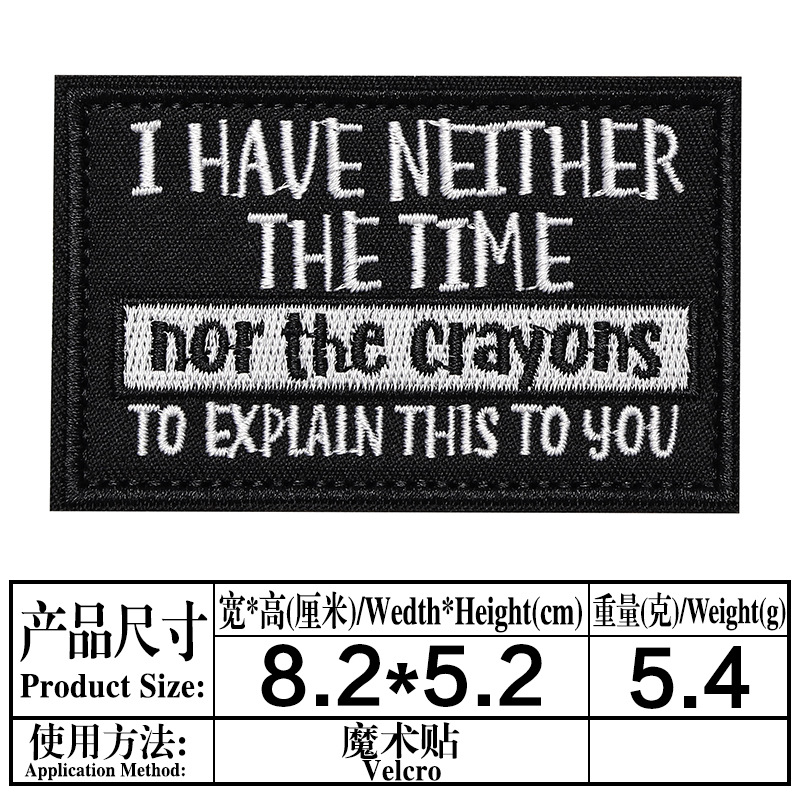 I HAVE NEITHER
THE TIME
nor the crayons
TO EXPLAIN THIS TO YOU
产品尺寸
Product Size:
宽*高(厘米)/Wedth*Height(cm)
重量(克)/Weight(g)
8.2*5.2
5.4
使用方法:
Application Method:
魔术贴
Velcro